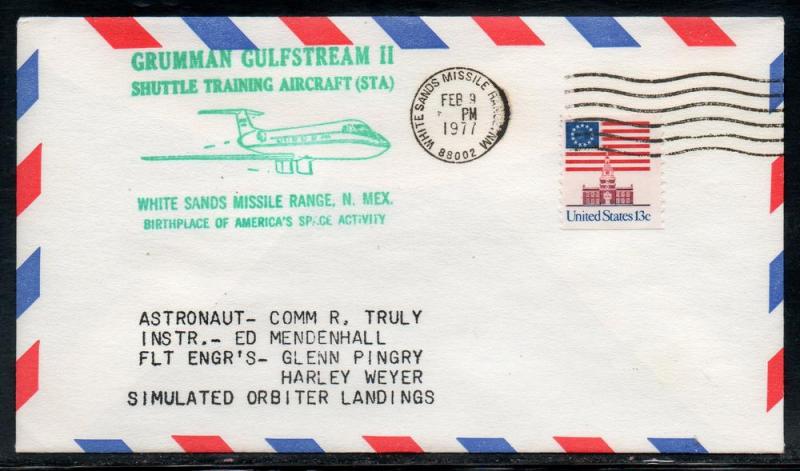 GRUMMAN GULFSTREAM II
SHUTTLE TRAINING AIRCRAFT (STA)
WHITE SANDS MISSILE RANGE, N. MEX.
BIRTHPLACE OF AMERICA'S SPACE ACTIVITY
WHITE SANDS MISSILE RANGE, NM
FEB 9
PM
1977
88002
United States 13c
ASTRONAUT- COMM R. TRULY
INSTR.- ED MENDENHALL
FLT ENGR'S- GLENN PINGRY
HARLEY WEYER
SIMULATED ORBITER LANDINGS